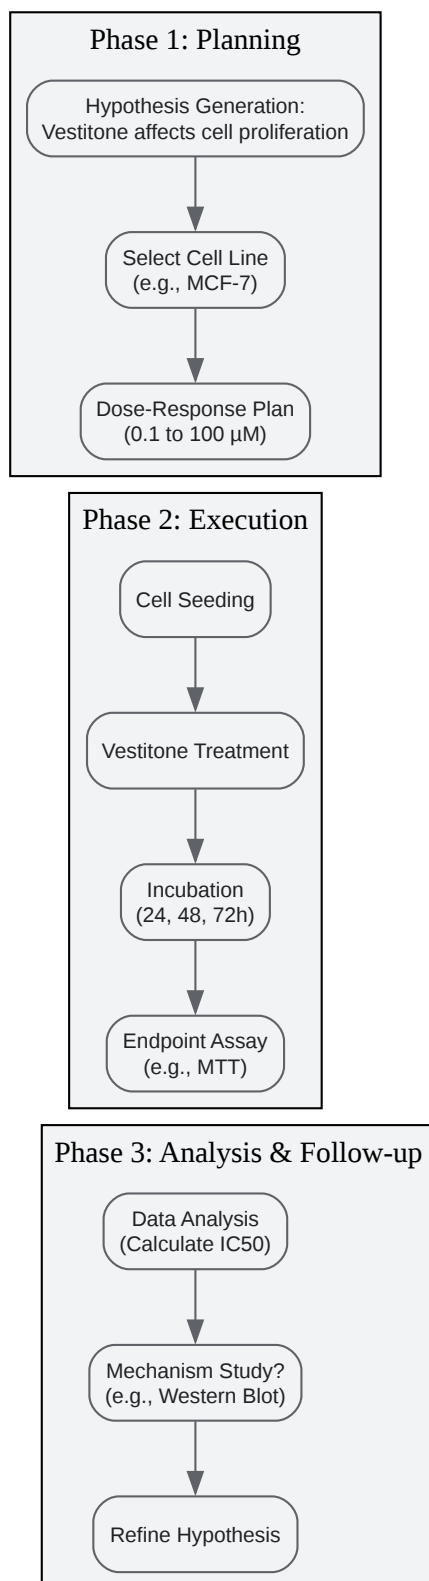 Phase 1: Planning
Hypothesis Generation:
Vestitone affects cell proliferation
Select Cell Line
(e.g., MCF-7)
Dose-Response Plan
(0.1 to 100 µM)
Phase 2: Execution
Cell Seeding
Vestitone Treatment
Incubation
(24, 48, 72h)
Endpoint Assay
(e.g., MTT)
Phase 3: Analysis & Follow-up
Data Analysis
(Calculate IC50)
Mechanism Study?
(e.g., Western Blot)
Refine Hypothesis